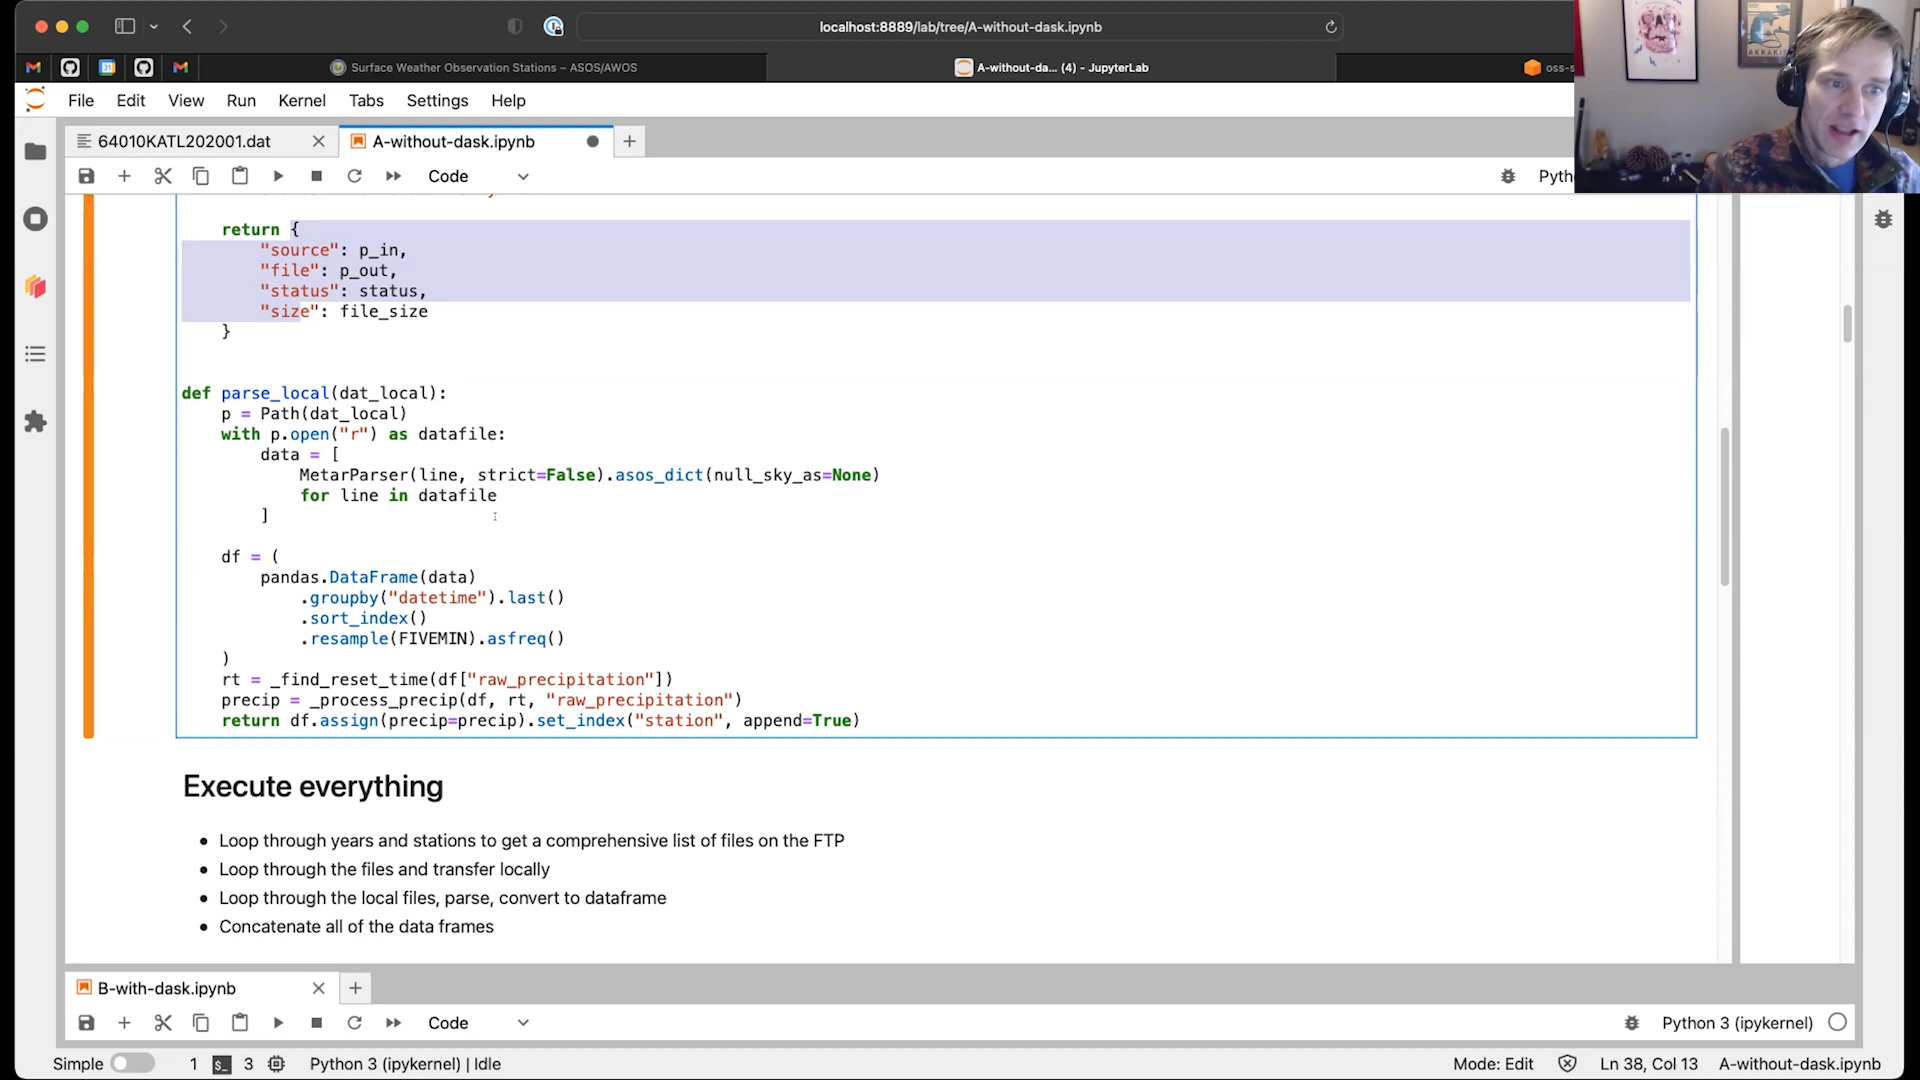 localhost:8889/lab/tree/A-without-dask.ipynb
Surface Weather Observation Stations – ASOS/AWOS
A-without-da... (4) - JupyterLab
oss-s
File Edit View Run Kernel Tabs Settings Help
64010KATL202001.dat
A-without-dask.ipynb
Code
Pyth
return {
"source": p_in,
"file": p_out,
"status": status,
"size": file_size
}
def parse_local(dat_local):
p = Path(dat_local)
with p.open("r") as datafile:
data = [
MetarParser(line, strict=False).asos_dict(null_sky_as=None)
for line in datafile
]
df = (
pandas.DataFrame(data)
.groupby("datetime").last()
.sort_index()
.resample(FIVEMIN).asfreq()
)
rt = _find_reset_time(df["raw_precipitation"])
precip = _process_precip(df, rt, "raw_precipitation")
return df.assign(precip=precip).set_index("station", append=True)
Execute everything
• Loop through years and stations to get a comprehensive list of files on the FTP
• Loop through the files and transfer locally
• Loop through the local files, parse, convert to dataframe
• Concatenate all of the data frames
B-with-dask.ipynb
Code
Python 3 (ipykernel)
Simple 1 3 Python 3 (ipykernel) | Idle Mode: Edit Ln 38, Col 13 A-without-dask.ipynb